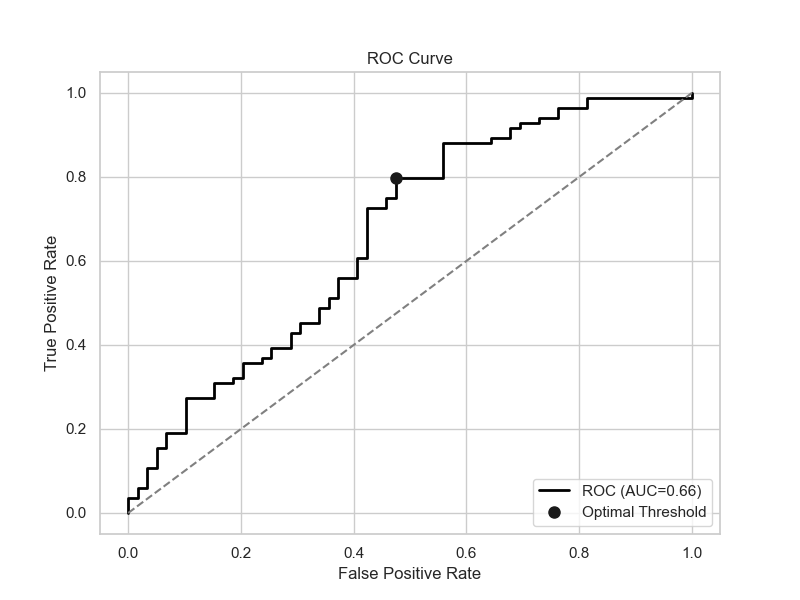 ROC Curve
1.0
0.8
0.6
0.4
0.2
0.0
True Positive Rate
0.0 0.2 0.4 0.6 0.8 1.0
False Positive Rate
ROC (AUC=0.66)
Optimal Threshold